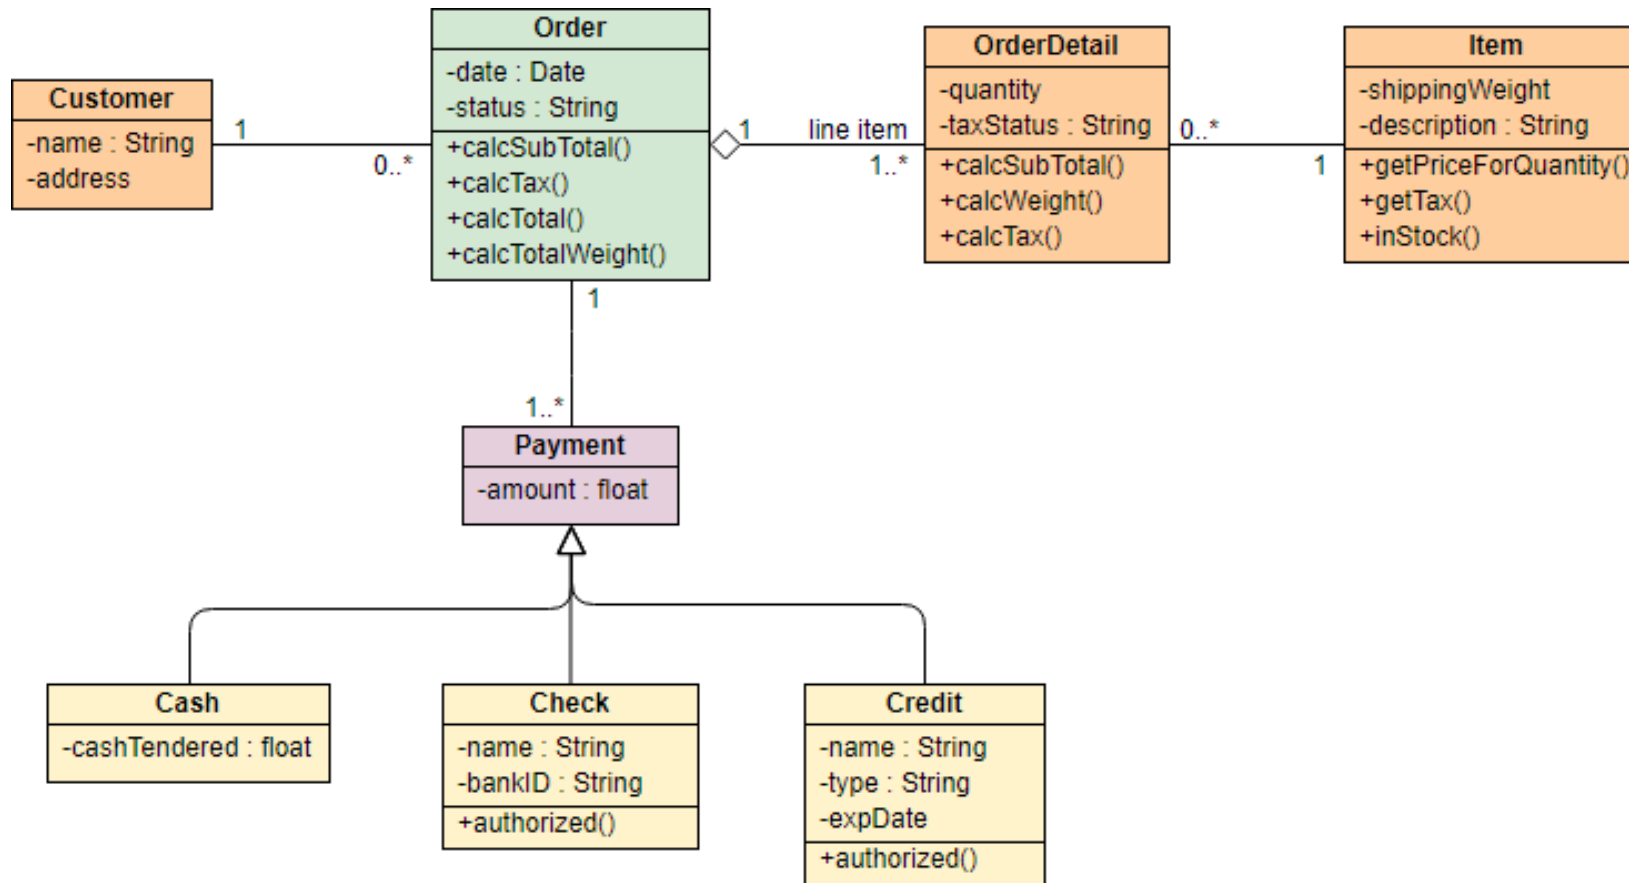 Customer
-name : String
-address
1
0..*
Order
-date : Date
-status : String
+calcSubTotal()
+calcTax()
+calcTotal()
+calcTotalWeight()
1
line item
1..*
OrderDetail
-quantity
-taxStatus : String
+calcSubTotal()
+calcWeight()
+calcTax()
0..*
1
Item
-shippingWeight
-description : String
+getPriceForQuantity()
+getTax()
+inStock()
1
1..*
Payment
-amount : float
Cash
-cashTendered : float
Check
-name : String
-bankID : String
+authorized()
Credit
-name : String
-type : String
-expDate
+authorized()